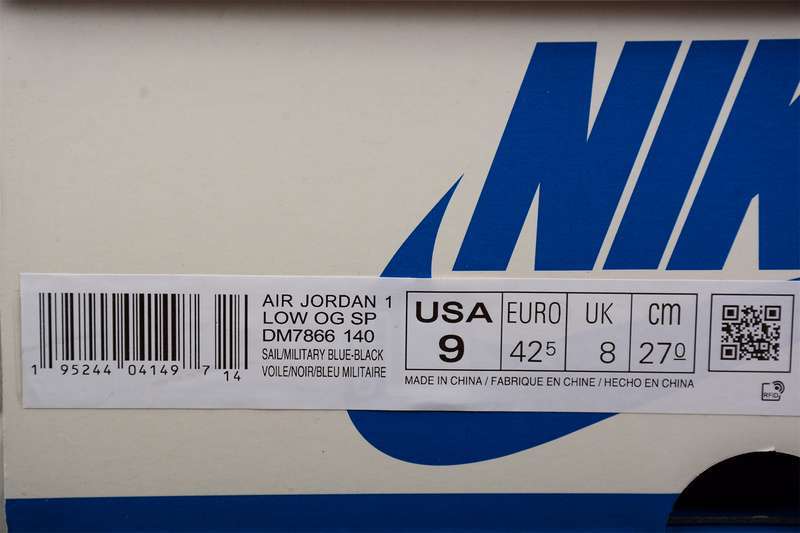 NIK
1 95244 04149 7 14
AIR JORDAN 1
LOW OG SP
DM7866 140
SAIL/MILITARY BLUE-BLACK
VOILE/NOIR/BLEU MILITAIRE
USA EURO UK cm
9 42 5 8 27 0
MADE IN CHINA / FABRIQUE EN CHINE / HECHO EN CHINA
RFID